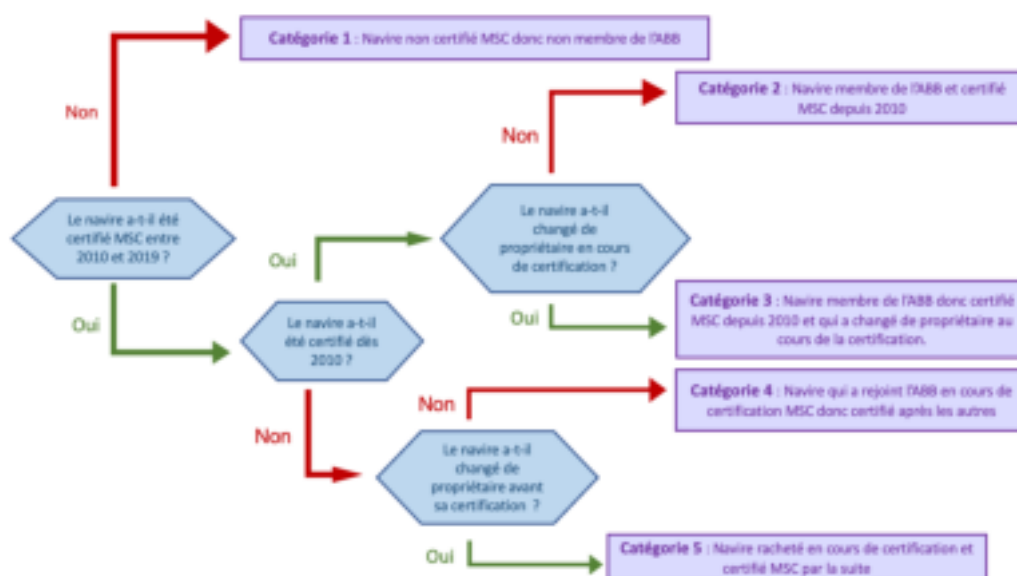 Catégorie 1 : Navire non certifié MSC donc non membre de l'ABB
Non
Catégorie 2 : Navire membre de l'ABB et certifié
MSC depuis 2010
Non
Le navire a-t-il été
certifié MSC entre
2010 et 2019 ?
Le navire a-t-il
changé de
propriétaire en cours
de certification ?
Oui
Oui
Le navire a-t-il
été certifié dès
2010 ?
Oui
Catégorie 3 : Navire membre de l'ABB donc certifié
MSC depuis 2010 et qui a changé de propriétaire au
cours de la certification.
Non
Non
Catégorie 4 : Navire qui a rejoint l'ABB en cours de
certification MSC donc certifié après les autres
Le navire a-t-il
changé de
propriétaire avant
sa certification ?
Oui
Catégorie 5 : Navire racheté en cours de certification et
certifié MSC par la suite